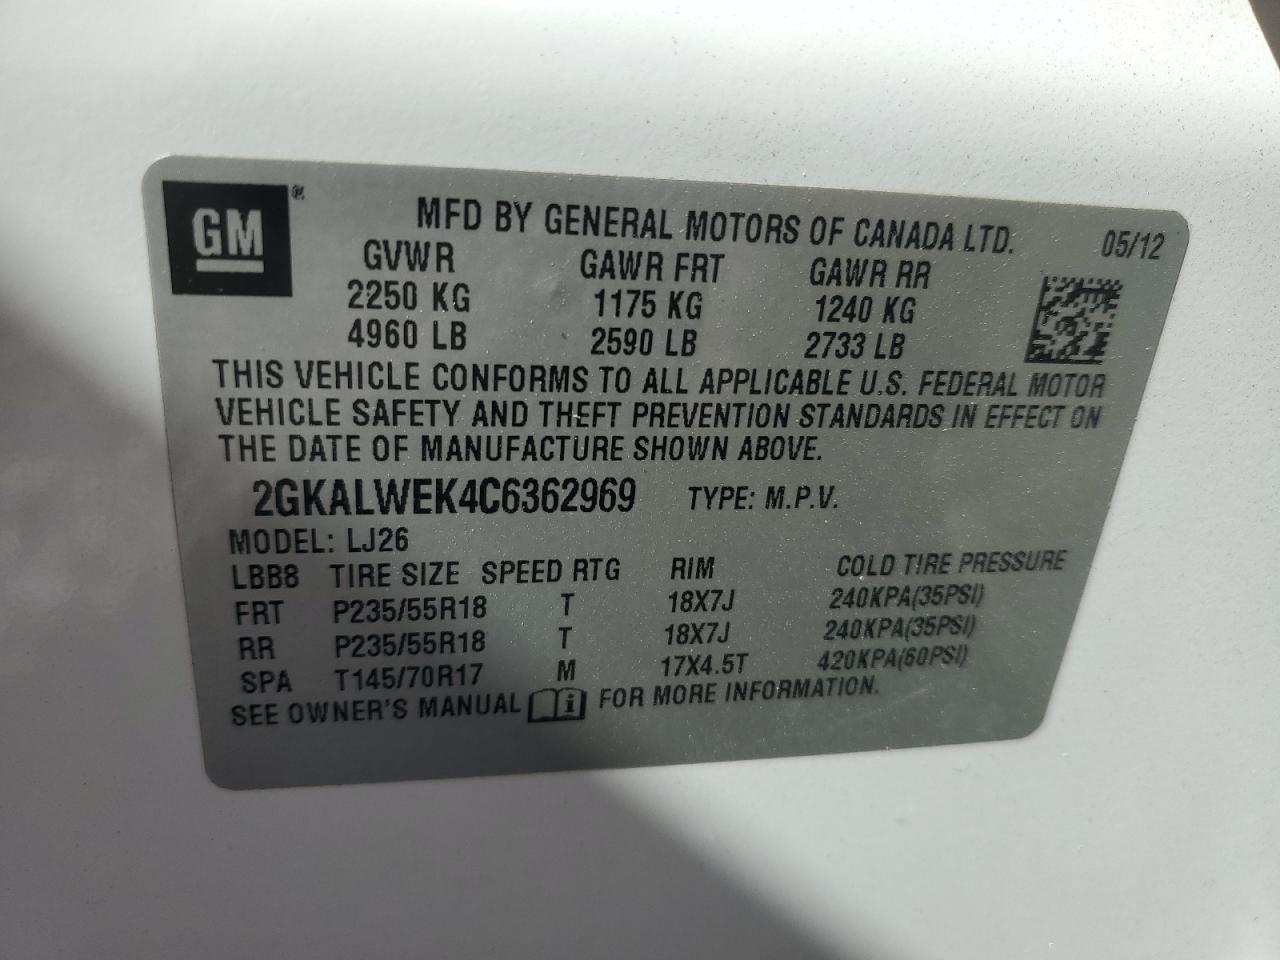 GM®
MFD BY GENERAL MOTORS OF CANADA LTD. 05/12
GVWR GAWR FRT GAWR RR
2250 KG 1175 KG 1240 KG
4960 LB 2590 LB 2733 LB
THIS VEHICLE CONFORMS TO ALL APPLICABLE U.S. FEDERAL MOTOR
VEHICLE SAFETY AND THEFT PREVENTION STANDARDS IN EFFECT ON
THE DATE OF MANUFACTURE SHOWN ABOVE.
2GKALWEK4C6362969 TYPE: M.P.V.
MODEL: LJ26
LBB8 TIRE SIZE SPEED RTG RIM COLD TIRE PRESSURE
FRT P235/55R18 T 18X7J 240KPA(35PSI)
RR P235/55R18 T 18X7J 240KPA(35PSI)
SPA T145/70R17 M 17X4.5T 420KPA(60PSI)
SEE OWNER'S MANUAL i FOR MORE INFORMATION.